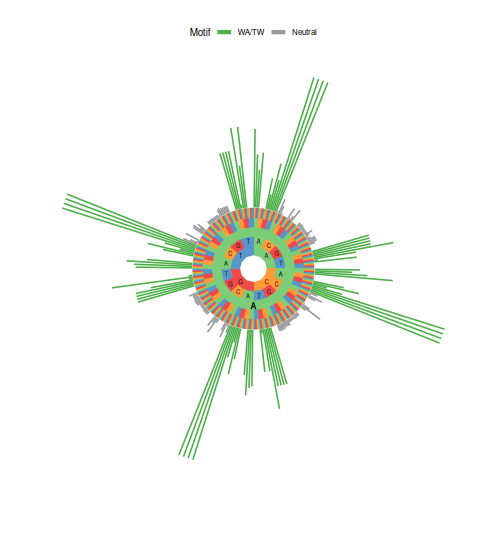 Motif WA/TW Neutral
T A
G C
C T A G
A T
T A
G G C C
C A T G
A